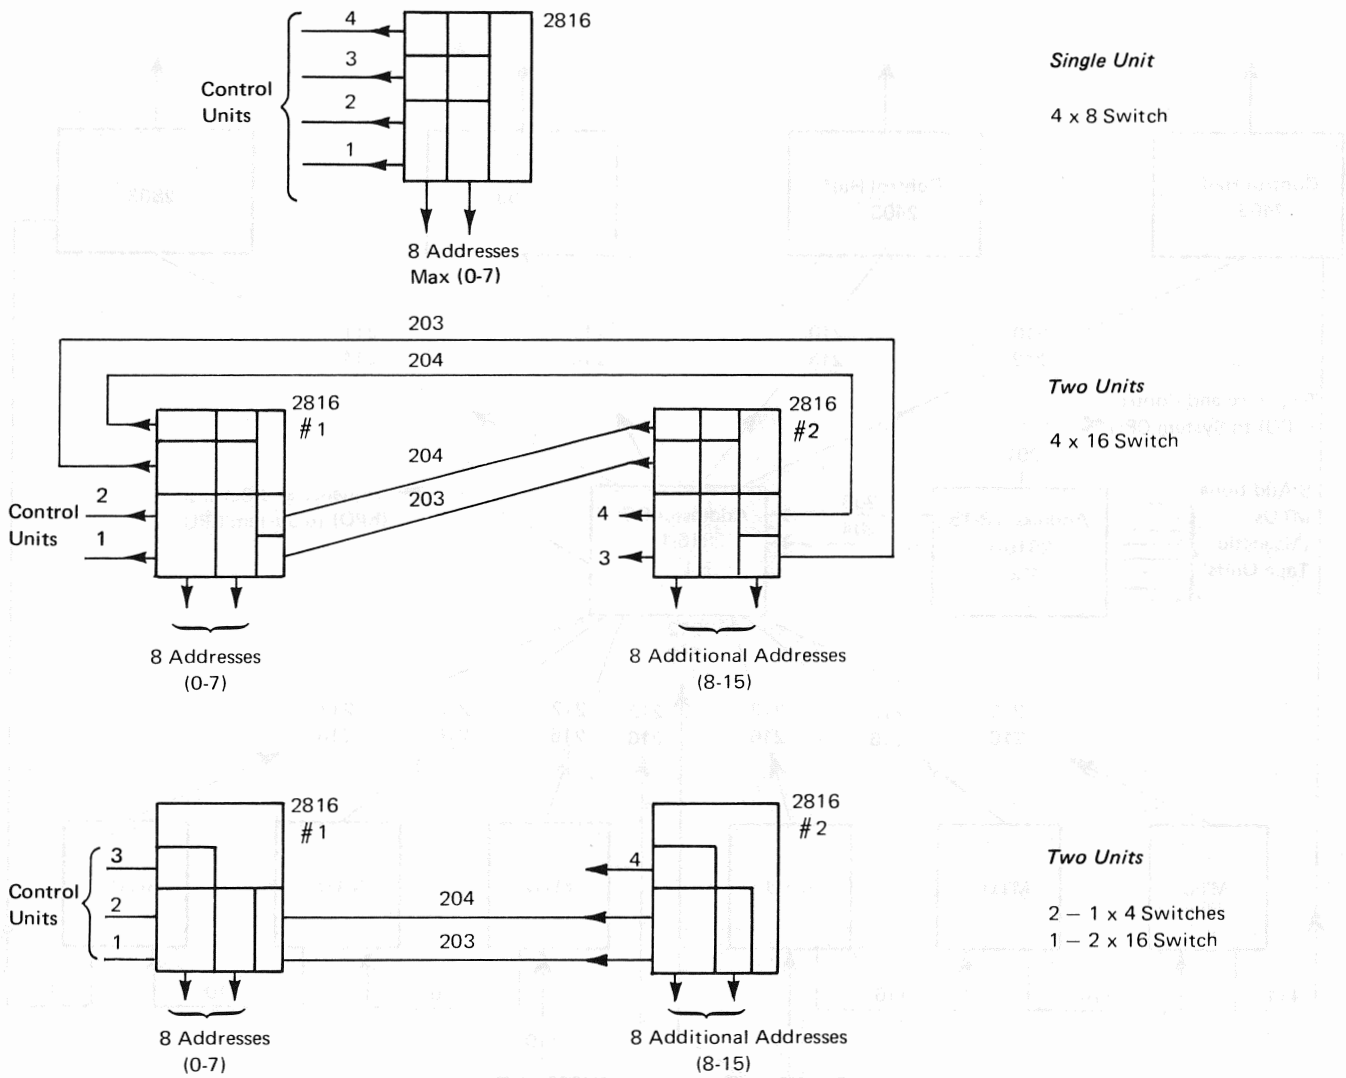 4
2816
3
Control
Units
2
1
8 Addresses
Max (0-7)
Single Unit
4 x 8 Switch
203
204
2816
#1
204
203
2
Control
Units
1
8 Addresses
(0-7)
2816
#2
4
3
8 Additional Addresses
(8-15)
Two Units
4 x 16 Switch
2816
#1
3
Control
Units
2
1
204
203
8 Addresses
(0-7)
2816
#2
4
8 Additional Addresses
(8-15)
Two Units
2 – 1 x 4 Switches
1 – 2 x 16 Switch